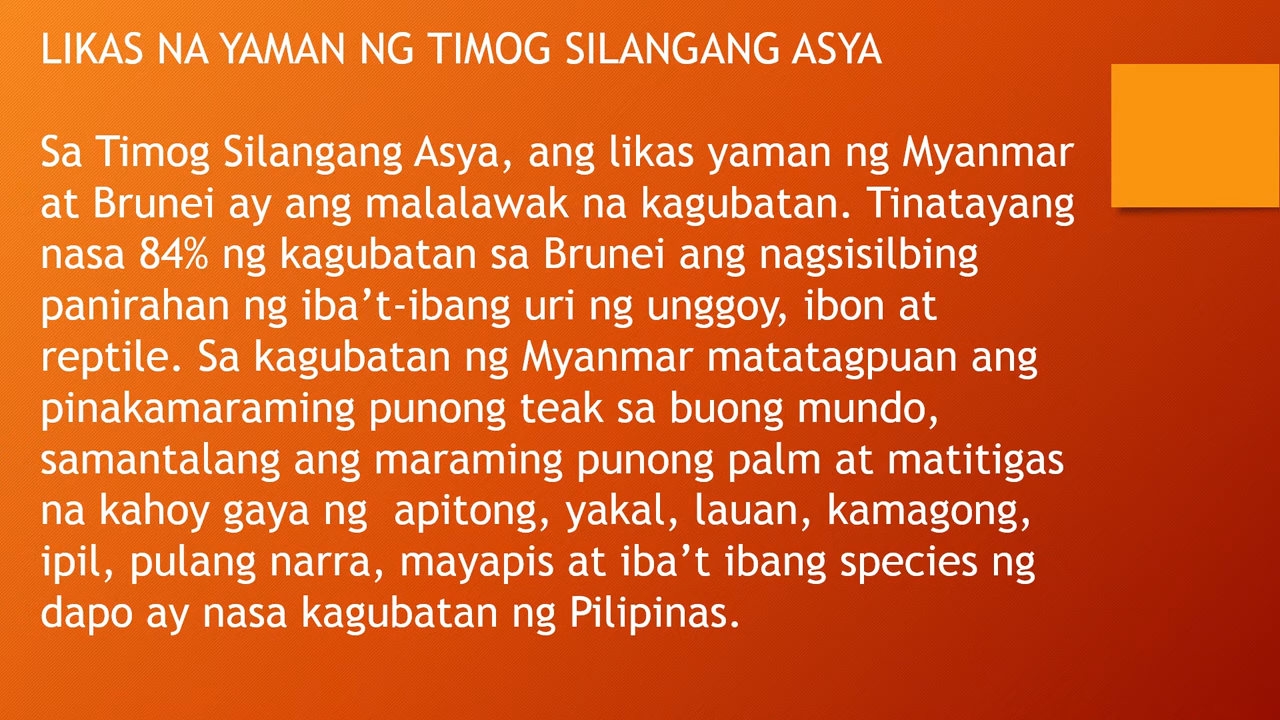 LIKAS NA YAMAN NG TIMOG SILANGANG ASYA
Sa Timog Silangang Asya, ang likas yaman ng Myanmar
at Brunei ay ang malalawak na kagubatan. Tinatayang
nasa 84% ng kagubatan sa Brunei ang nagsisilbing
panirahan ng iba’t-ibang uri ng unggoy, ibon at
reptile. Sa kagubatan ng Myanmar matatagpuan ang
pinakamaraming punong teak sa buong mundo,
samantalang ang maraming punong palm at matitigas
na kahoy gaya ng  apitong, yakal, lauan, kamagong,
ipil, pulang narra, mayapis at iba’t ibang species ng
dapo ay nasa kagubatan ng Pilipinas.